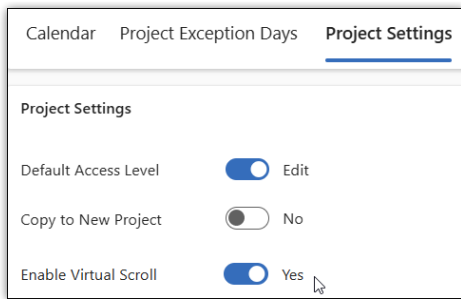 Calendar Project Exception Days Project Settings
Project Settings
Default Access Level Edit
Copy to New Project No
Enable Virtual Scroll Yes